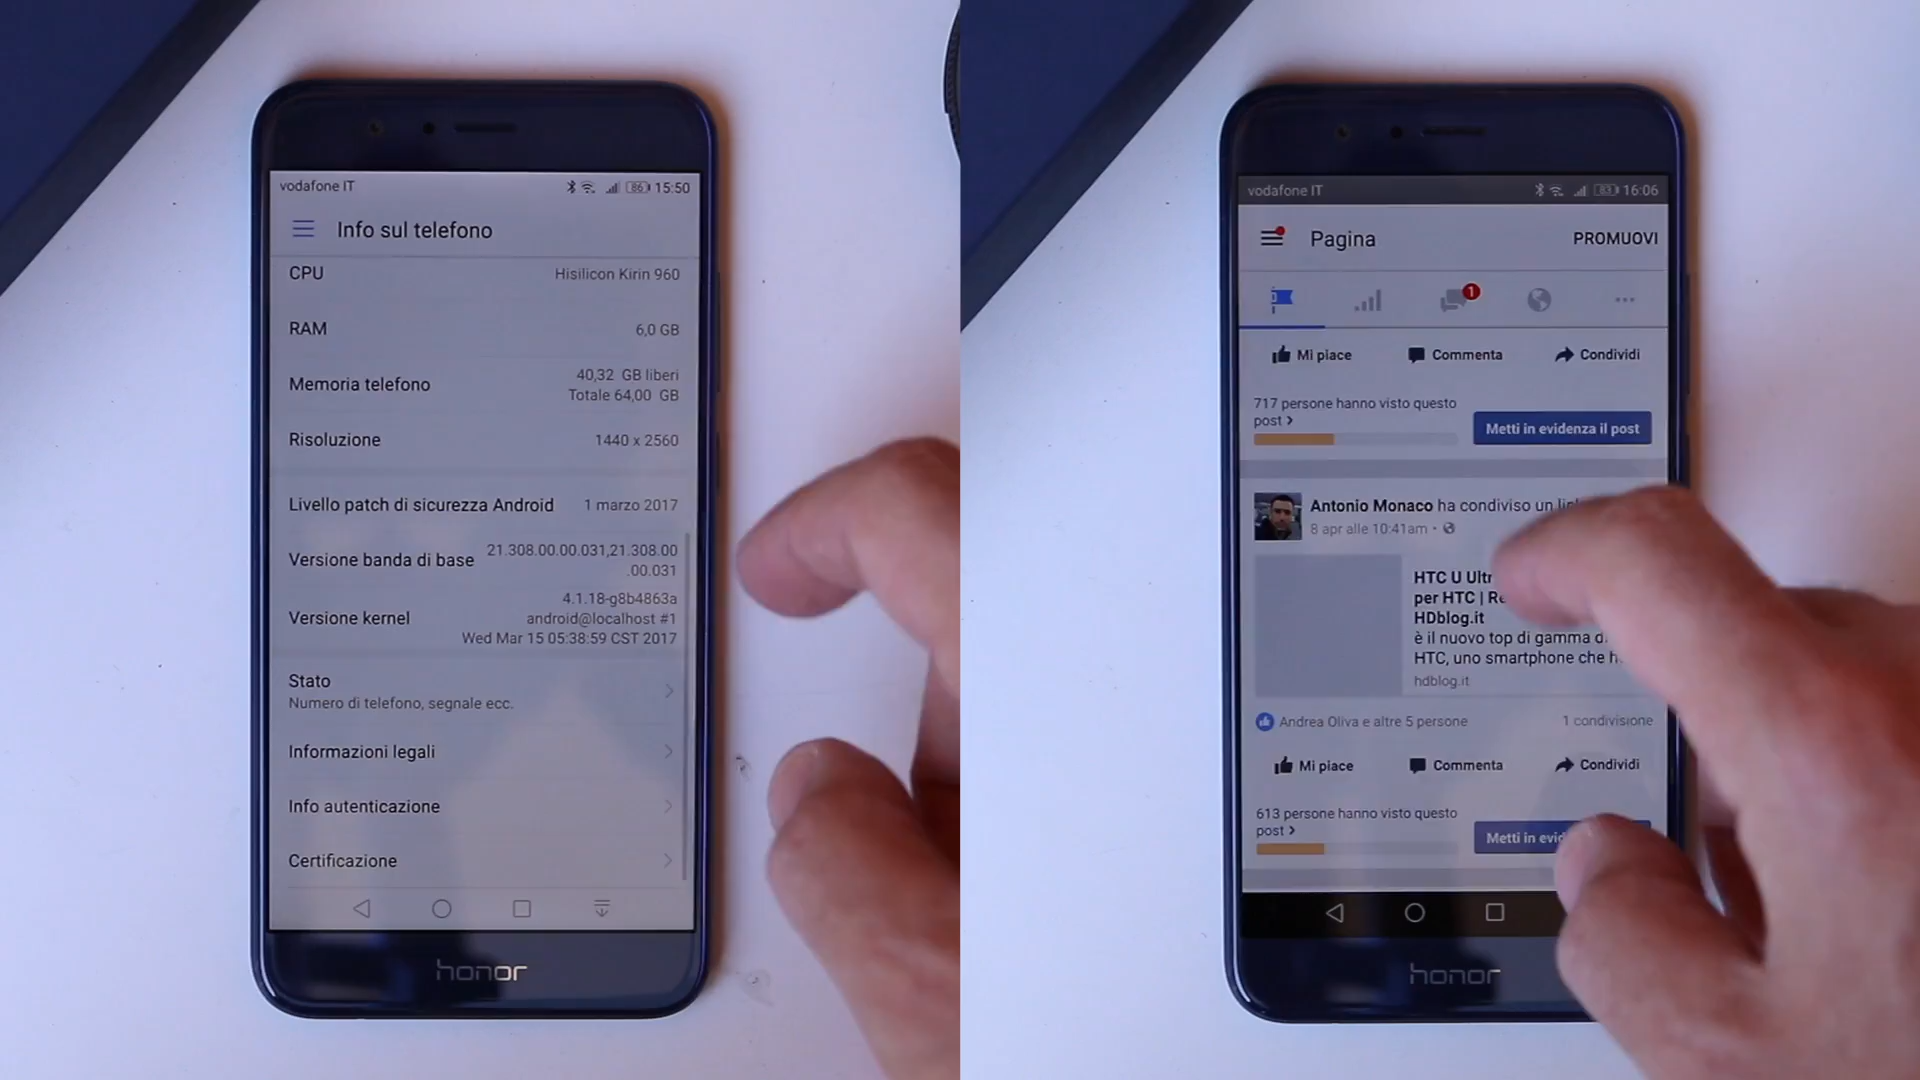 vodafone IT
86 15:50
Info sul telefono
CPU Hisilicon Kirin 960
RAM 6,0 GB
Memoria telefono 40,32 GB liberi
Totale 64,00 GB
Risoluzione 1440 x 2560
Livello patch di sicurezza Android 1 marzo 2017
Versione banda di base 21.308.00.00.031,21.308.00
.00.031
Versione kernel 4.1.18-g8b4863a
android@localhost #1
Wed Mar 15 05:38:59 CST 2017
Stato
Numero di telefono, segnale ecc.
Informazioni legali
Info autenticazione
Certificazione
honor
vodafone IT
83 16:06
Pagina PROMUOVI
1
Mi piace Commenta Condividi
717 persone hanno visto questo
post >
Metti in evidenza il post
Antonio Monaco ha condiviso un
8 apr alle 10:41am
HTC U
per HTC |
HDblog.it
è il nuovo top di gamma
HTC, uno smartphone che
hdblog.it
Andrea Oliva e altre 5 persone 1 condivisione
Mi piace Commenta Condividi
613 persone hanno visto questo
post >
Metti in
honor